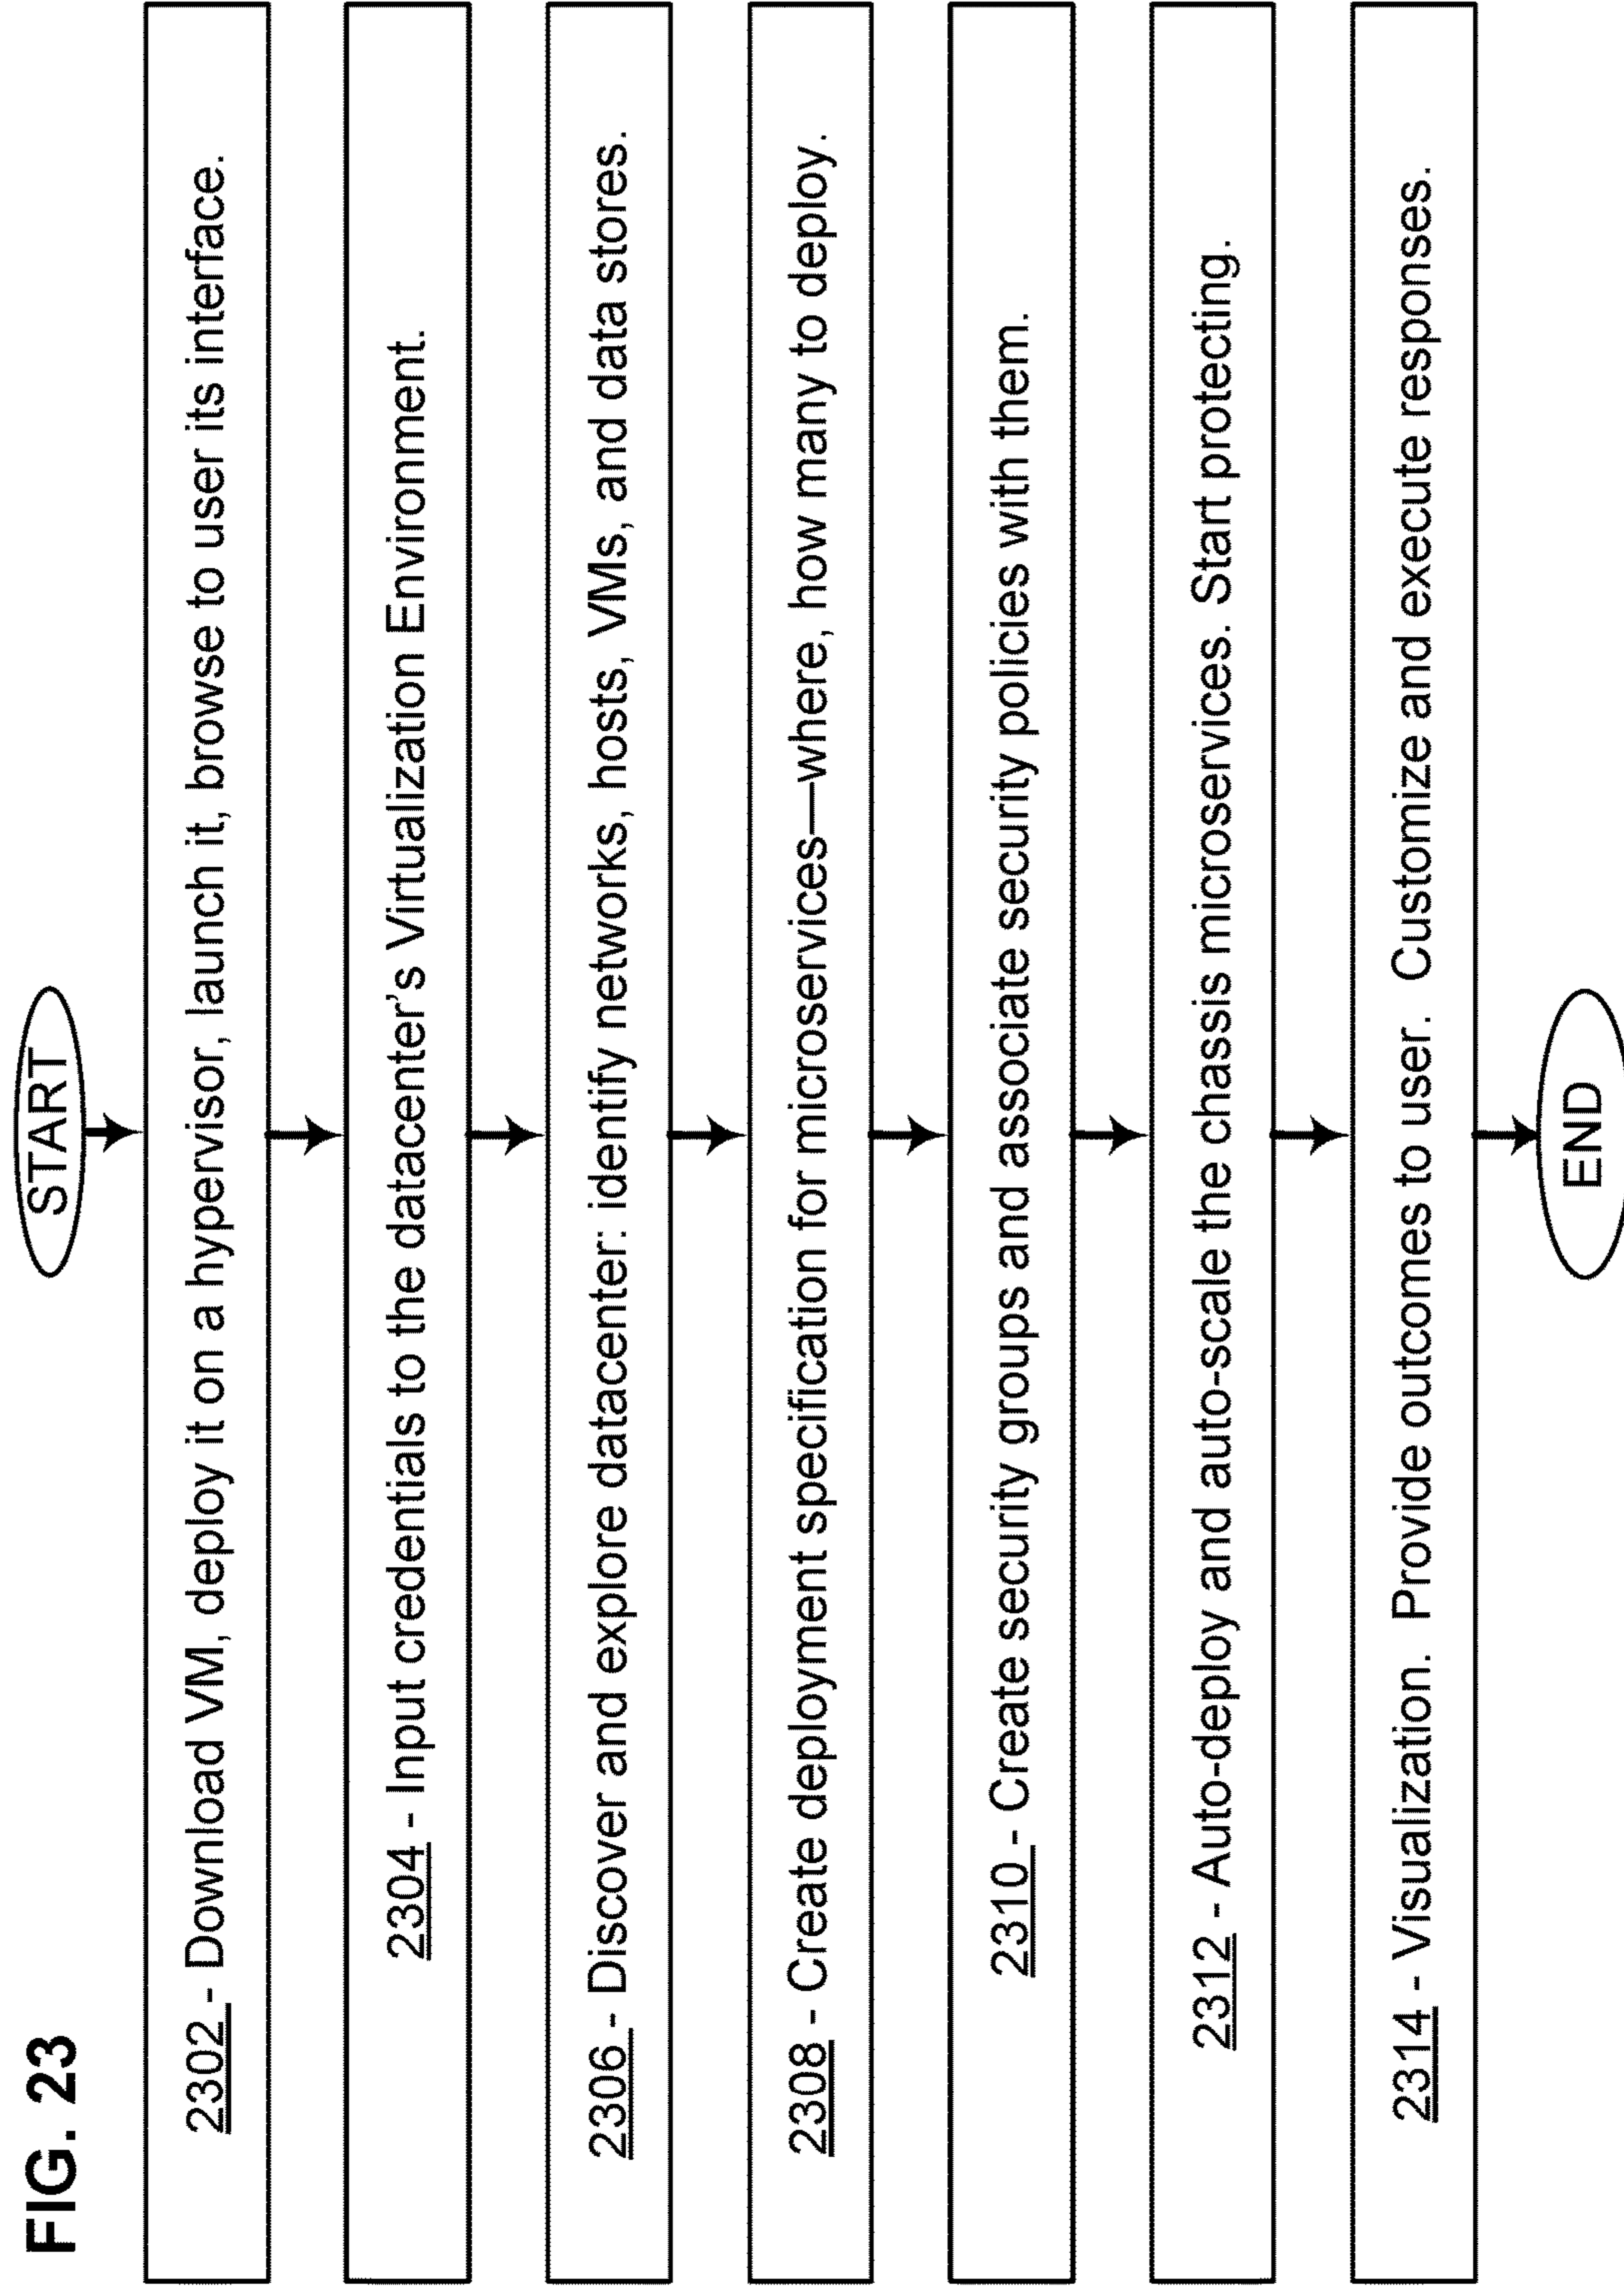 FIG. 23
START
2302 - Download VM, deploy it on a hypervisor, launch it, browse to user its interface.
2304 - Input credentials to the datacenter's Virtualization Environment.
2306 - Discover and explore datacenter: identify networks, hosts, VMs, and data stores.
2308 - Create deployment specification for microservices—where, how many to deploy.
2310 - Create security groups and associate security policies with them.
2312 - Auto-deploy and auto-scale the chassis microservices. Start protecting.
2314 - Visualization. Provide outcomes to user. Customize and execute responses.
END